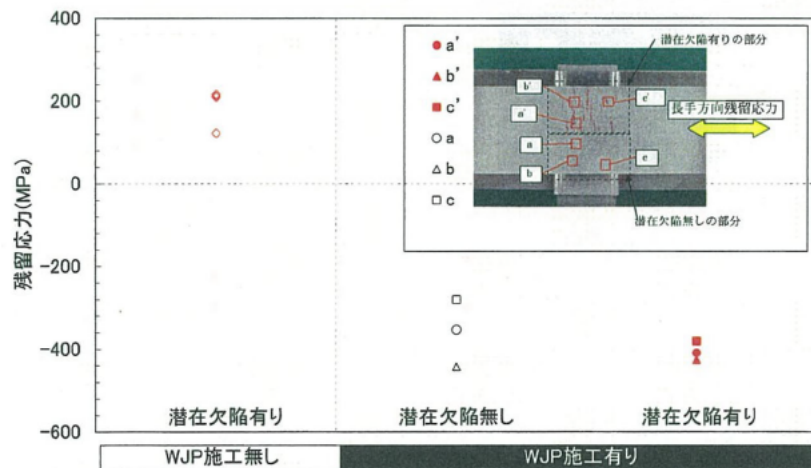 残留応力(MPa)
400
200
0
-200
-400
-600
a'
b'
c'
a
b
c
潜在欠陥有りの部分
b'
c'
a'
a
b
c
長手方向残留応力
潜在欠陥無しの部分
潜在欠陥有り
潜在欠陥無し
潜在欠陥有り
WJP施工無し
WJP施工有り